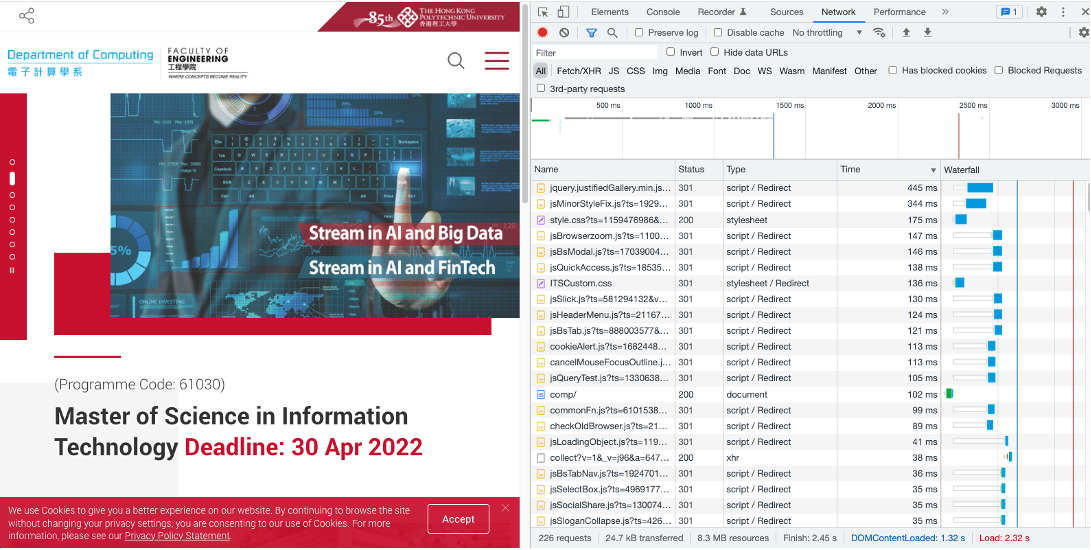 85th
THE HONG KONG
POLYTECHNIC UNIVERSITY
香港理工大學
Department of Computing
電子計算學系
FACULTY OF
ENGINEERING
工程學院
WHERE CONCEPTS BECOME REALITY
Stream in AI and Big Data
Stream in AI and FinTech
ONLINE INVESTING
(Programme Code: 61030)
Master of Science in Information
Technology Deadline: 30 Apr 2022
We use Cookies to give you a better experience on our website. By continuing to browse the site
without changing your privacy settings, you are consenting to our use of Cookies. For more
information, please see our Privacy Policy Statement.
Accept
Elements Console Recorder Sources Network Performance » 1
Preserve log Disable cache No throttling
Filter Invert Hide data URLs
All Fetch/XHR JS CSS Img Media Font Doc WS Wasm Manifest Other Has blocked cookies Blocked Requests
3rd-party requests
500 ms 1000 ms 1500 ms 2000 ms 2500 ms 3000 ms
Name Status Type Time Waterfall
jquery.justifiedGallery.min.js... 301 script / Redirect 445 ms
jsMinorStyleFix.js?ts=1929... 301 script / Redirect 344 ms
style.css?ts=1159476986&... 200 stylesheet 175 ms
jsBrowserzoom.js?ts=1100... 301 script / Redirect 147 ms
jsBsModal.js?ts=17039004... 301 script / Redirect 146 ms
jsQuickAccess.js?ts=18535... 301 script / Redirect 138 ms
ITSCustom.css 301 stylesheet / Redirect 136 ms
jsSlick.js?ts=581294132&v... 301 script / Redirect 130 ms
jsHeaderMenu.js?ts=21167... 301 script / Redirect 124 ms
jsBsTab.js?ts=888003577&... 301 script / Redirect 121 ms
cookieAlert.js?ts=1682448... 301 script / Redirect 113 ms
cancelMouseFocusOutline.j... 301 script / Redirect 113 ms
jsQueryTest.js?ts=1330638... 301 script / Redirect 105 ms
comp/ 200 document 102 ms
commonFn.js?ts=6101538... 301 script / Redirect 99 ms
checkOldBrowser.js?ts=21... 301 script / Redirect 89 ms
jsLoadingObject.js?ts=119... 301 script / Redirect 41 ms
collect?v=1&_v=j96&a=647... 200 xhr 38 ms
jsBsTabNav.js?ts=1924701... 301 script / Redirect 36 ms
jsSelectBox.js?ts=4969177... 301 script / Redirect 35 ms
jsSocialShare.js?ts=130074... 301 script / Redirect 35 ms
jsSloganCollapse.js?ts=426... 301 script / Redirect 35 ms
226 requests 24.7 kB transferred 8.3 MB resources Finish: 2.45 s DOMContentLoaded: 1.32 s Load: 2.32 s